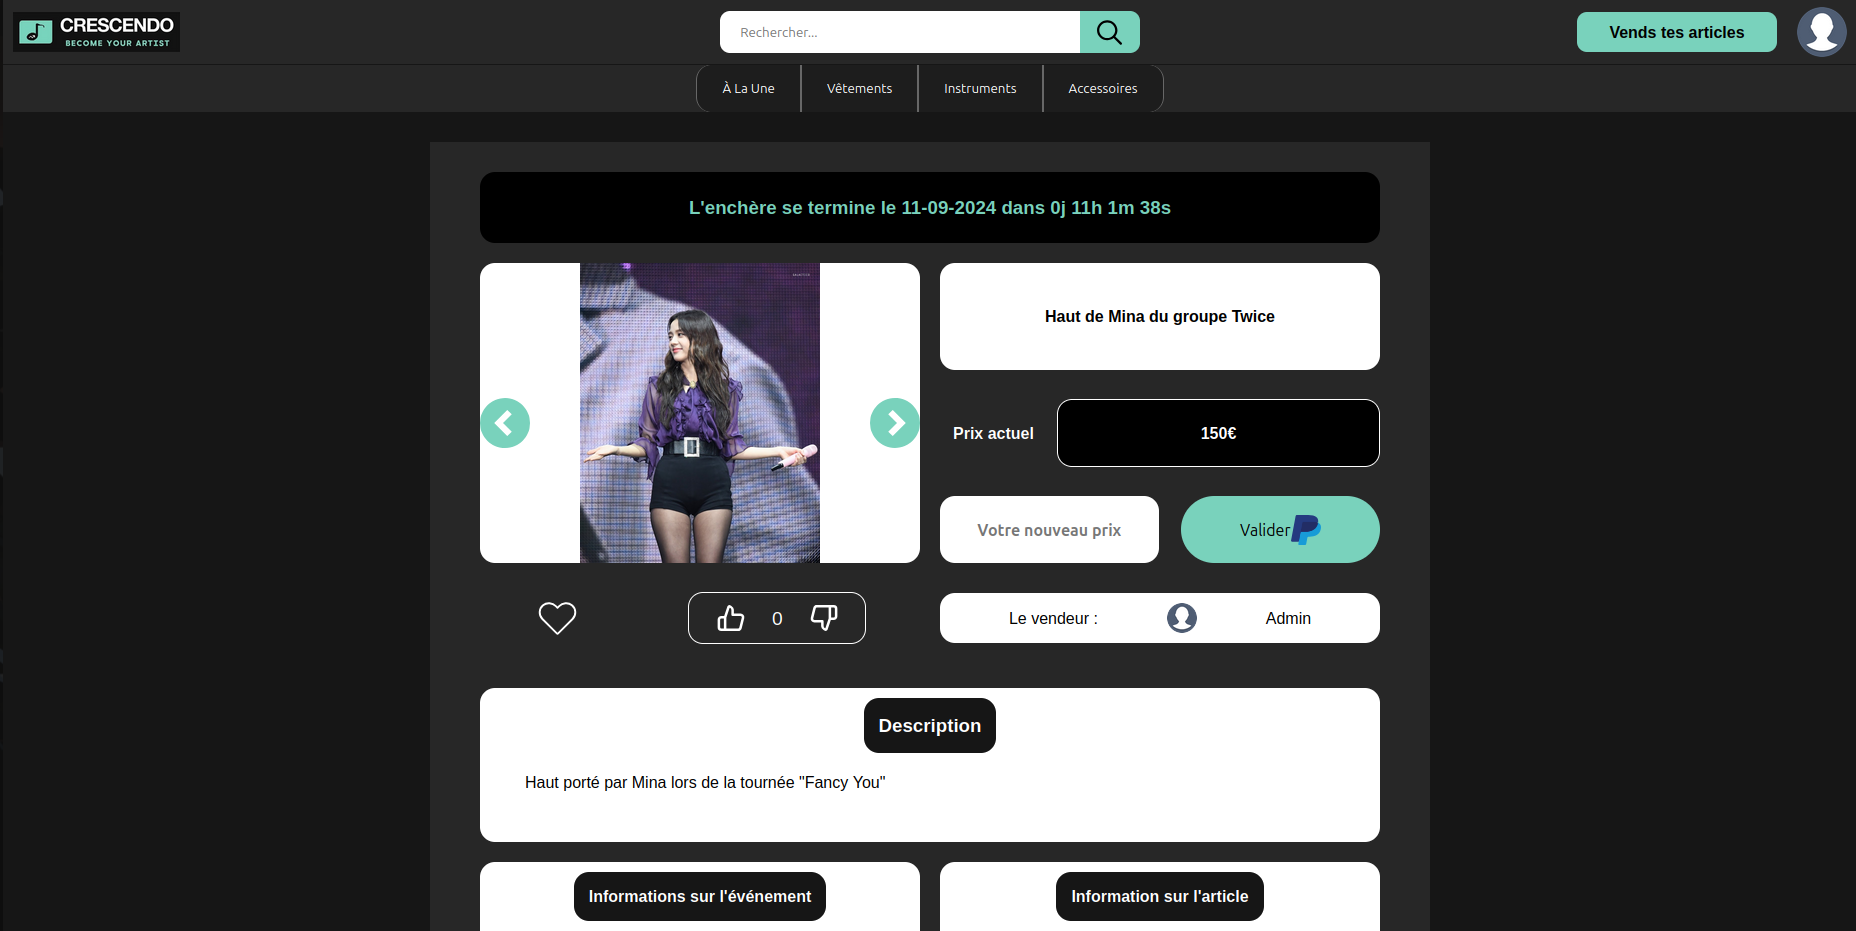 CRESCENDO
BECOME YOUR ARTIST
Rechercher...
Vends tes articles
À La Une
Vêtements
Instruments
Accessoires
L'enchère se termine le 11-09-2024 dans 0j 11h 1m 38s
Haut de Mina du groupe Twice
Prix actuel
150€
Votre nouveau prix
Valider
0
Le vendeur :
Admin
Description
Haut porté par Mina lors de la tournée "Fancy You"
Informations sur l'événement
Information sur l'article